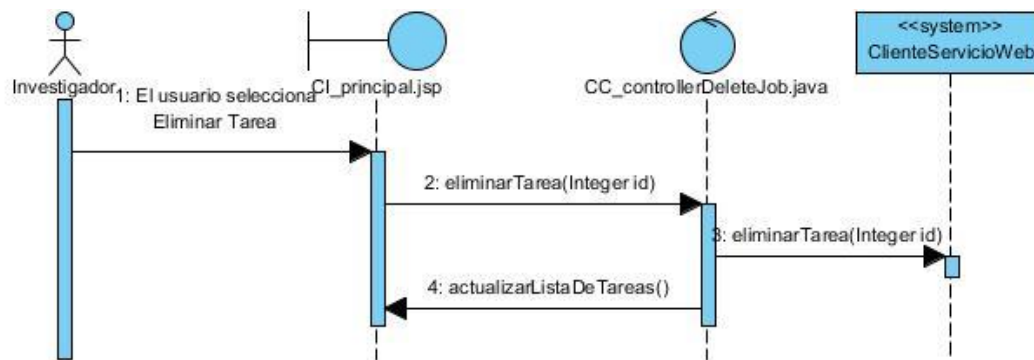 <<system>>
ClienteServicioWeb
Investigador
CI_principal.jsp
CC_controllerDeleteJob.java
1: El usuario selecciona
Eliminar Tarea
2: eliminarTarea(Integer id)
3: eliminarTarea(Integer id)
4: actualizarListaDeTareas()